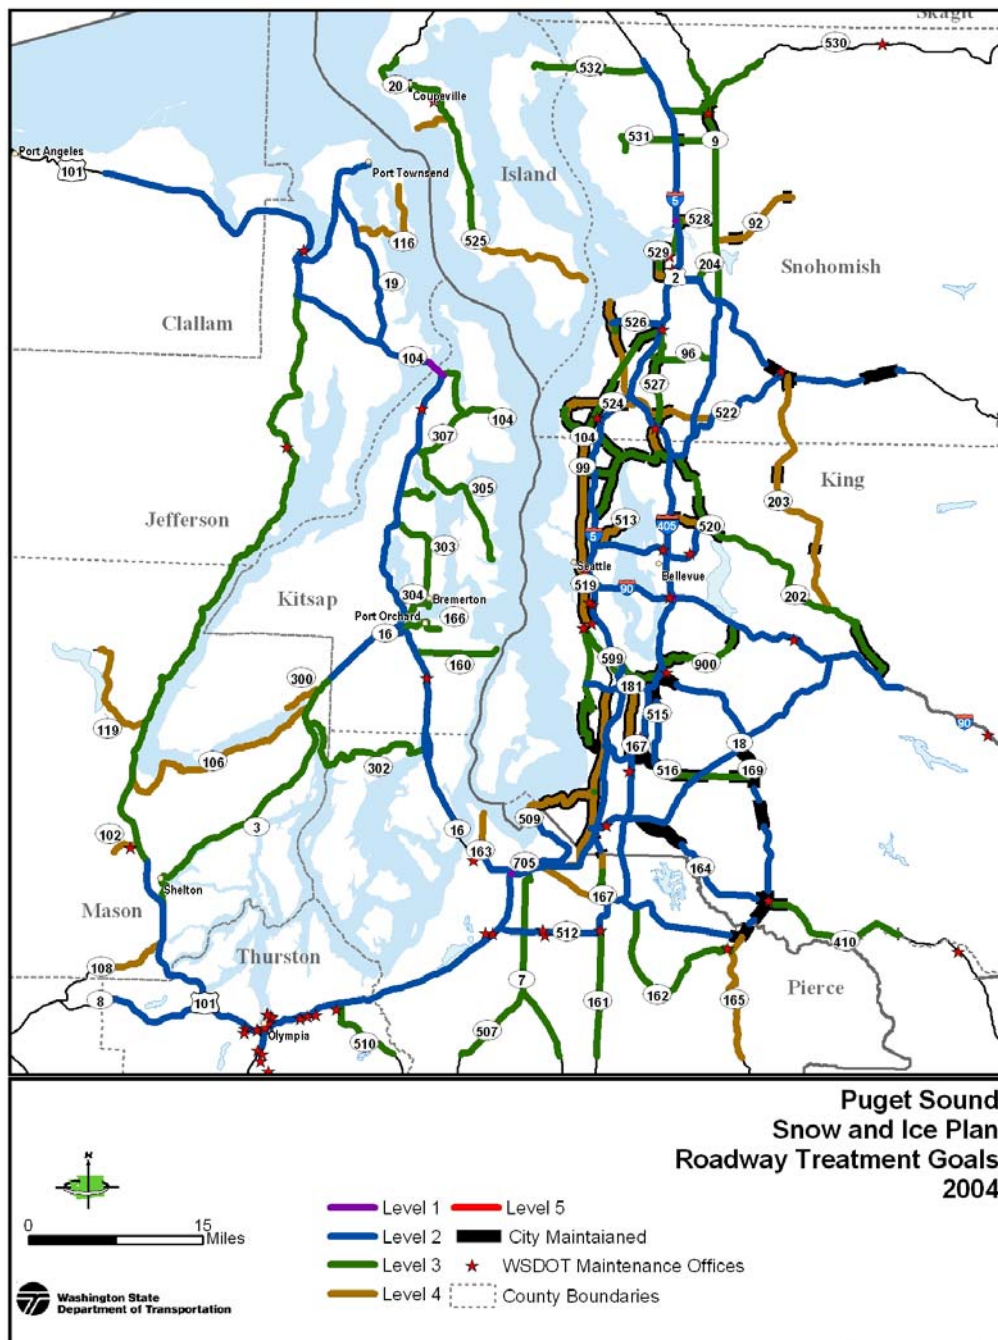 Skagit
530
532
20
Coupeville
531
9
Port Angeles
101
Port Townsend
Island
5
528
92
116
525
529
204
Snohomish
19
2
Clallam
526
104
96
527
524
522
104
307
104
99
King
305
203
Jefferson
513
303
405
520
5
Seattle
Bellevue
519
90
202
Kitsap
304
Bremerton
Port Orchard
166
16
599
160
900
300
181
515
119
18
90
106
167
302
516
169
509
102
3
16
163
705
164
Shelton
167
Mason
512
410
Thurston
108
7
Pierce
8
101
162
165
161
507
510
Olympia
Puget Sound
Snow and Ice Plan
Roadway Treatment Goals
2004
N
0 15
Miles
Level 1
Level 5
Level 2
City Maintaianed
Level 3
WSDOT Maintenance Offices
Level 4
County Boundaries
Washington State
Department of Transportation